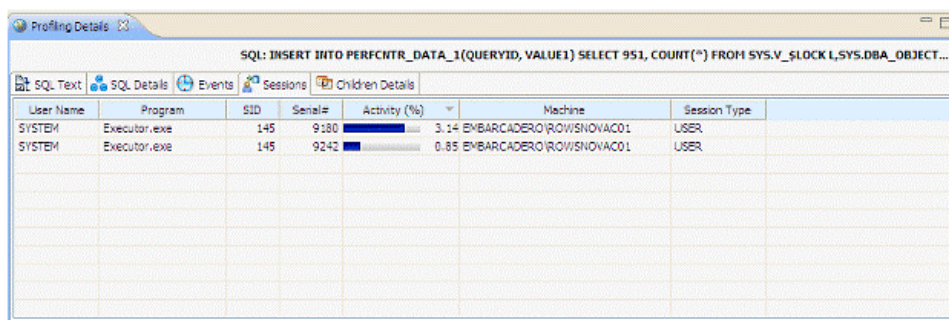 Profiling Details
SQL: INSERT INTO PERFCNTR_DATA_1(QUERYID, VALUE1) SELECT 951, COUNT(*) FROM SYS.V_$LOCK L,SYS.DBA_OBJECT...
SQL Text SQL Details Events Sessions Children Details
User Name Program SID Serial# Activity (%) Machine Session Type
SYSTEM Executor.exe 145 9180 3.14 EMBARCADERO\ROWSNOVAC01 USER
SYSTEM Executor.exe 145 9242 0.85 EMBARCADERO\ROWSNOVAC01 USER